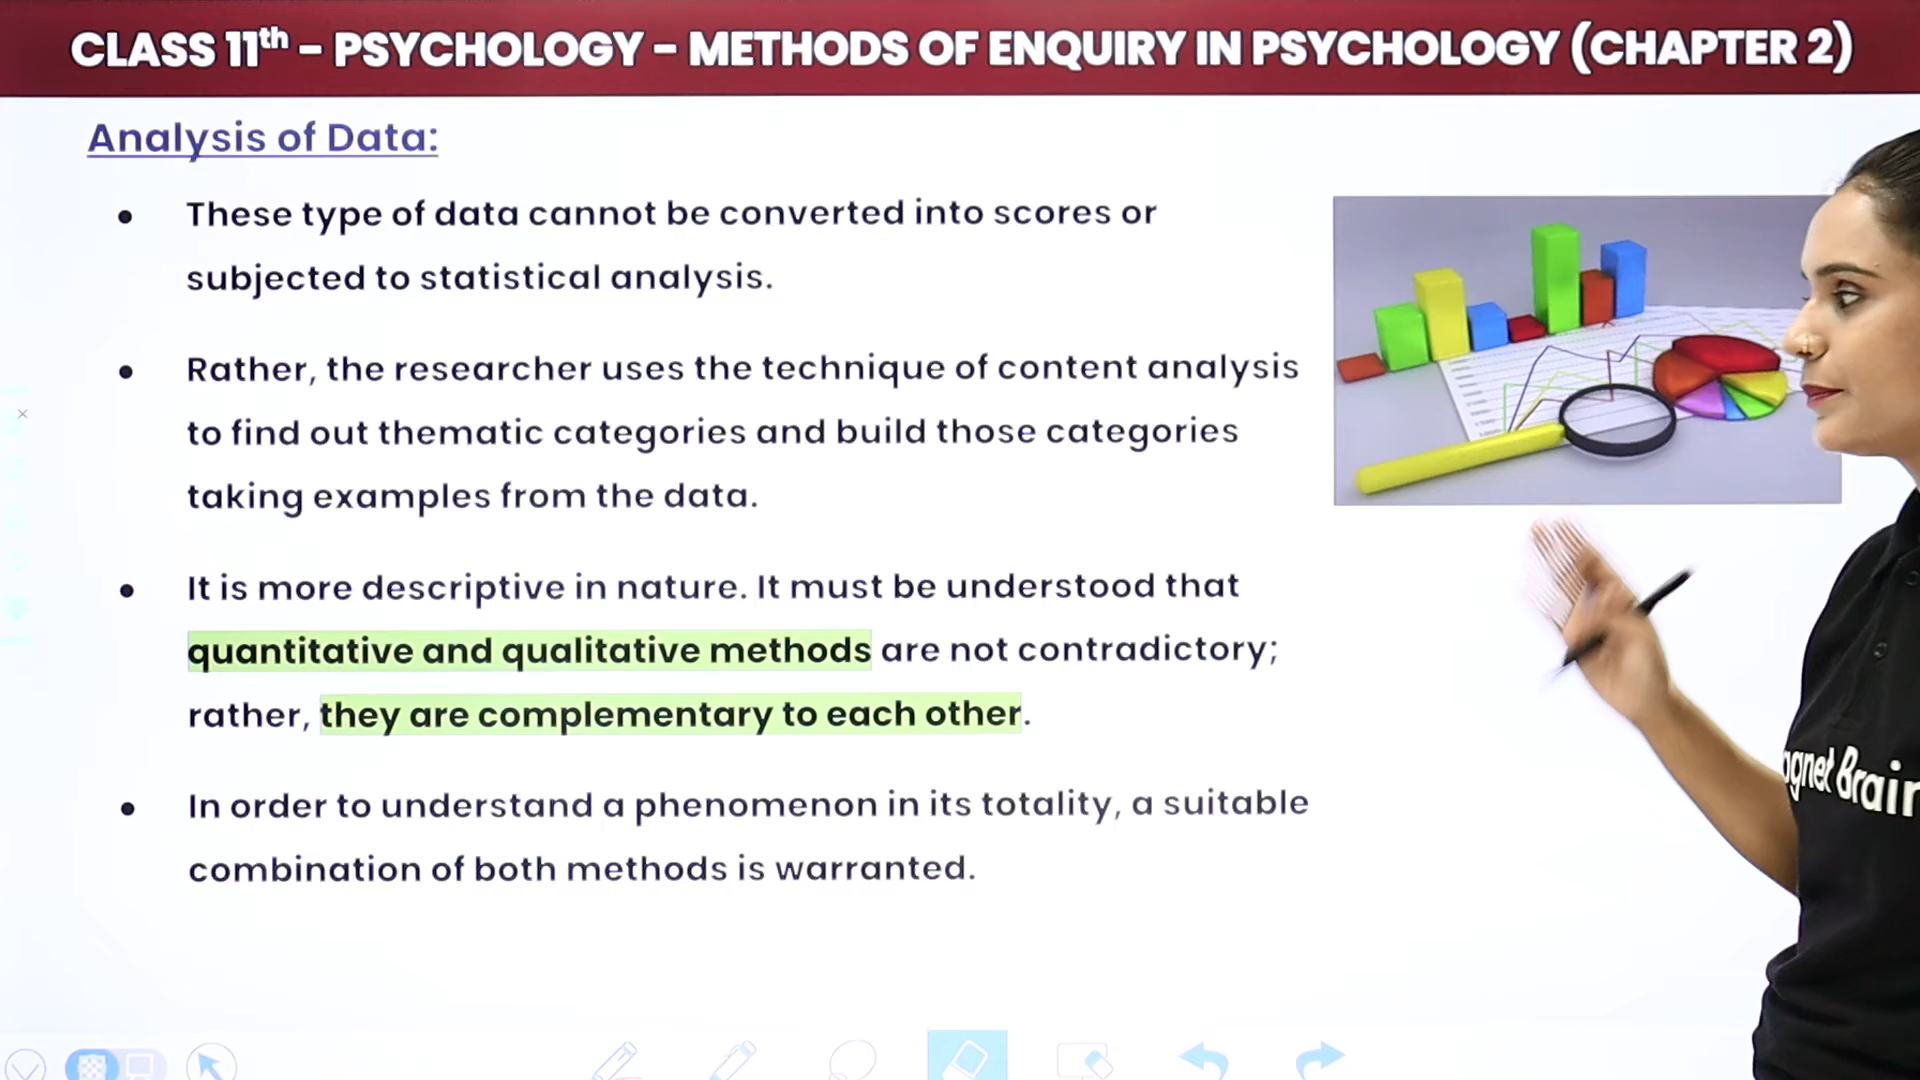 CLASS 11th – PSYCHOLOGY – METHODS OF ENQUIRY IN PSYCHOLOGY (CHAPTER 2)
Analysis of Data:
• These type of data cannot be converted into scores or
subjected to statistical analysis.
• Rather, the researcher uses the technique of content analysis
to find out thematic categories and build those categories
taking examples from the data.
• It is more descriptive in nature. It must be understood that
quantitative and qualitative methods are not contradictory;
rather, they are complementary to each other.
• In order to understand a phenomenon in its totality, a suitable
combination of both methods is warranted.
agnet Brain